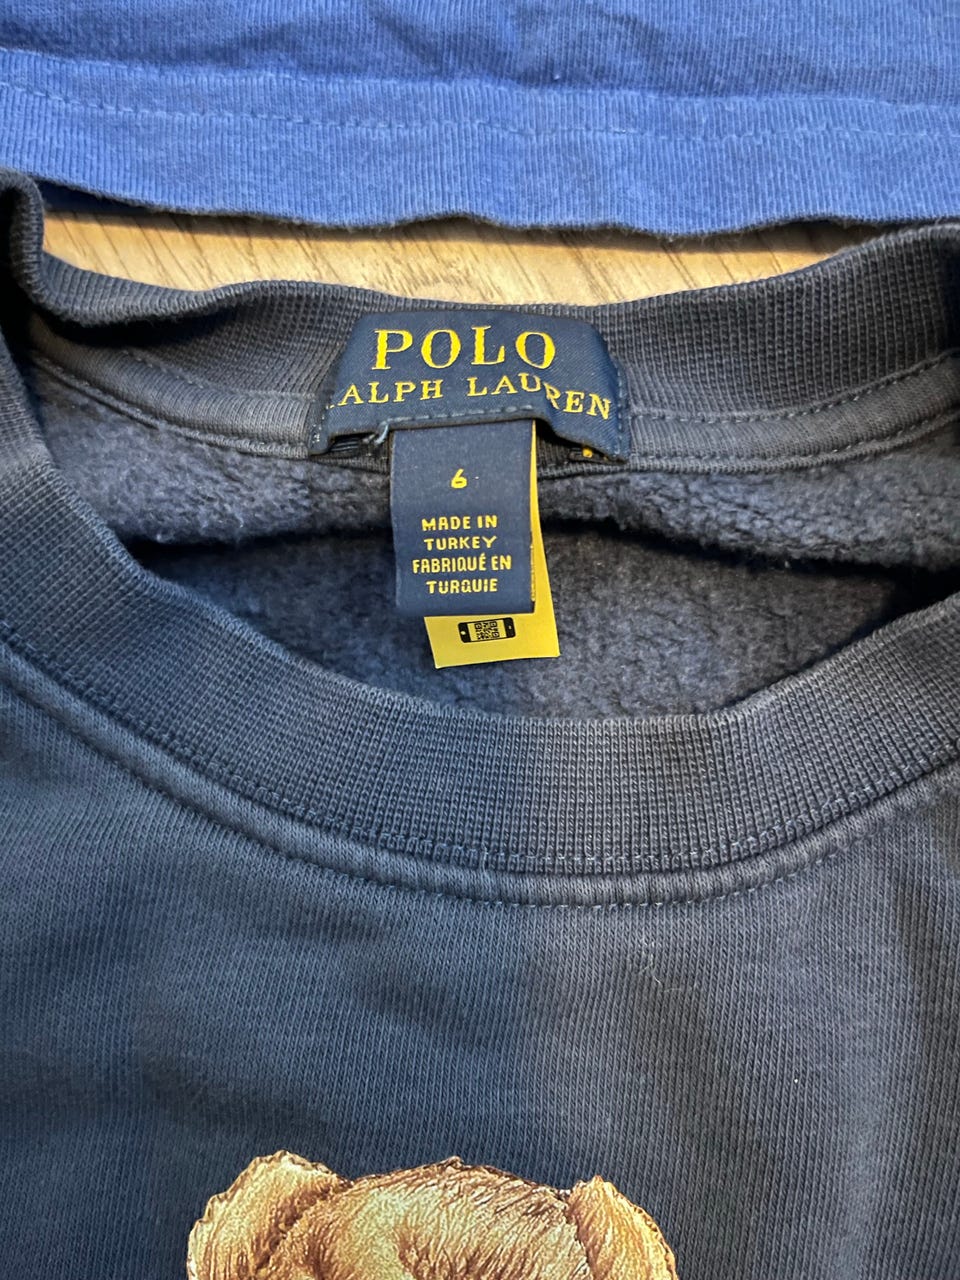 POLO
RALPH LAUREN
6
MADE IN
TURKEY
FABRIQUÉ EN
TURQUIE